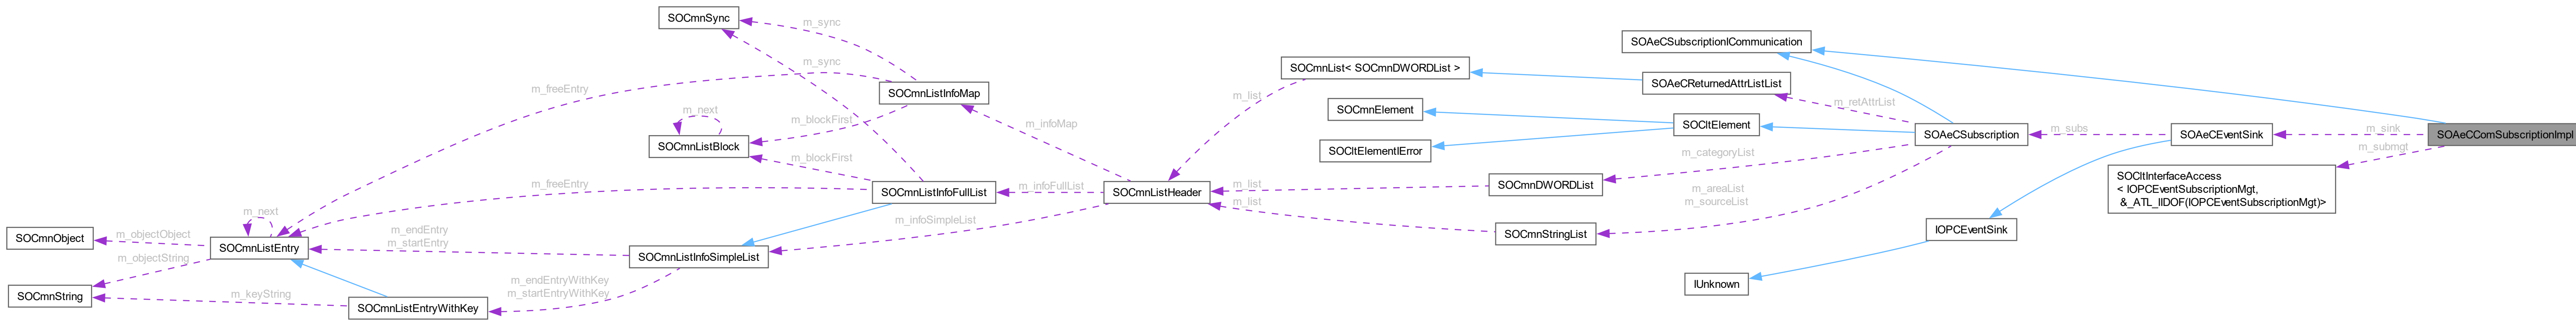 SOCmnSync
m_sync
SOAeCSubscriptionICommunication
m_sync
SOCmnList< SOCmnDWORDList >
SOAeCReturnedAttrListList
m_freeEntry
SOCmnListInfoMap
m_list
m_retAttrList
SOCmnElement
m_next
m_blockFirst
m_infoMap
SOCltElement
SOAeCSubscription
m_subs
SOAeCEventSink
m_sink
SOAeCComSubscriptionImpl
SOCmnListBlock
SOCltElementIError
m_submgt
m_blockFirst
m_categoryList
SOCltInterfaceAccess
< IOPCEventSubscriptionMgt,
&_ATL_IIDOF(IOPCEventSubscriptionMgt)>
m_freeEntry
SOCmnListInfoFullList
m_infoFullList
SOCmnListHeader
m_list
SOCmnDWORDList
m_areaList
m_sourceList
m_list
m_next
m_infoSimpleList
m_endEntry
m_startEntry
SOCmnObject
m_objectObject
SOCmnListEntry
SOCmnStringList
IOPCEventSink
m_objectString
SOCmnListInfoSimpleList
m_endEntryWithKey
m_startEntryWithKey
IUnknown
SOCmnString
m_keyString
SOCmnListEntryWithKey